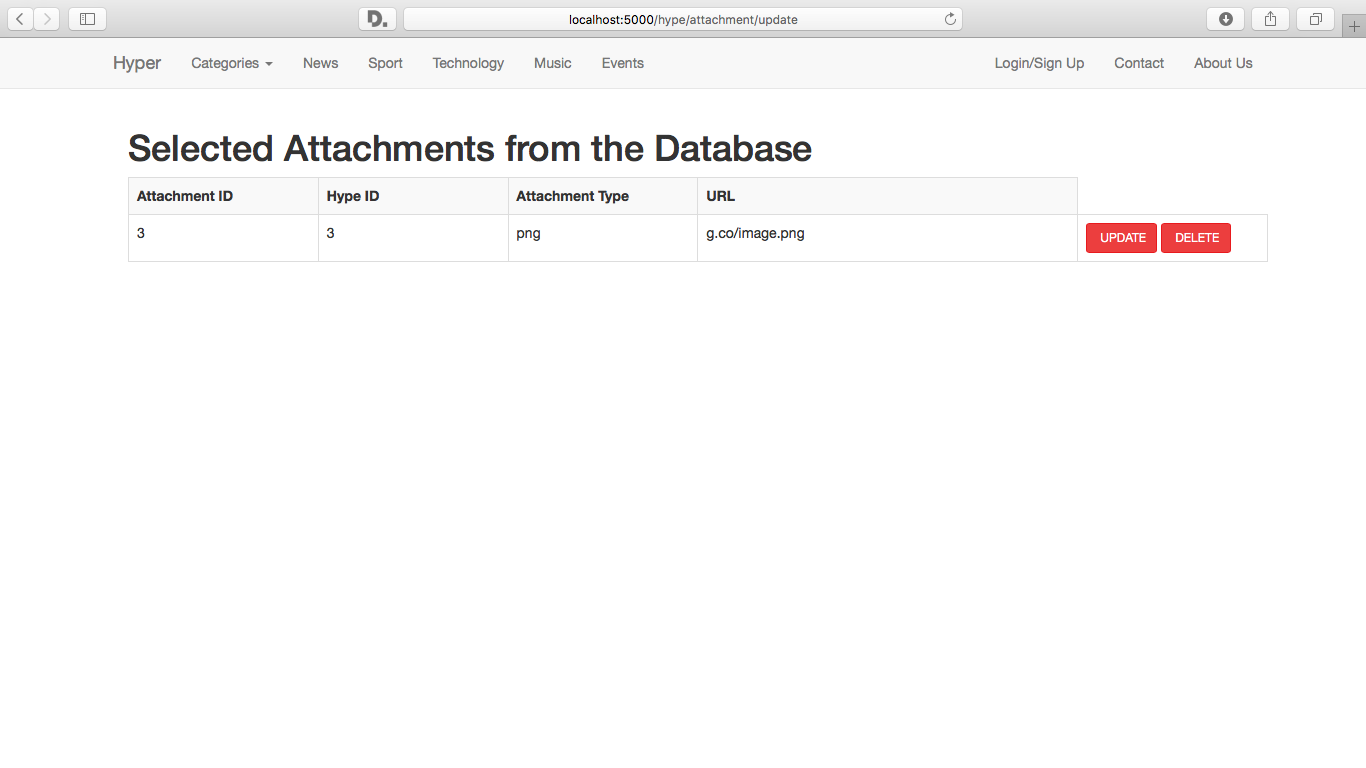 D.
localhost:5000/hype/attachment/update
Hyper Categories News Sport Technology Music Events Login/Sign Up Contact About Us
Selected Attachments from the Database
Attachment ID Hype ID Attachment Type URL
3 3 png g.co/image.png UPDATE DELETE